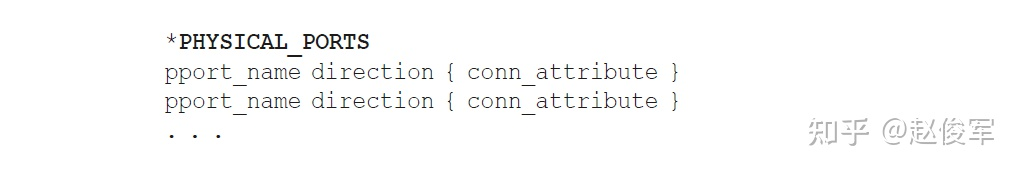 *PHYSICAL_PORTS
pport_name direction { conn_attribute }
pport_name direction { conn_attribute }
. . .
知乎 @赵俊军